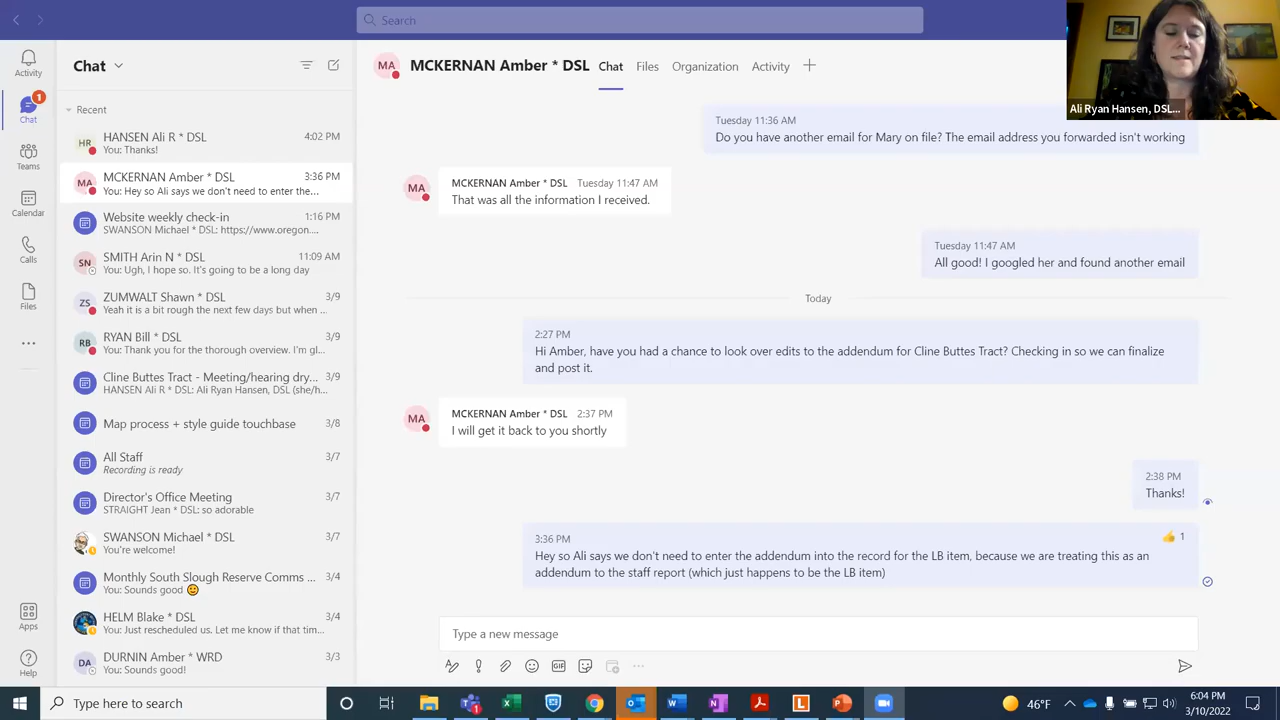 Search
Activity
Chat
1
Teams
Calendar
Calls
Files
Apps
Help
Chat
Recent
HR
HANSEN Ali R * DSL
4:02 PM
You: Thanks!
MA
MCKERNAN Amber * DSL
3:36 PM
You: Hey so Ali says we don't need to enter the...
Website weekly check-in
1:16 PM
SWANSON Michael * DSL: https://www.oregon....
SN
SMITH Arin N * DSL
11:09 AM
You: Ugh, I hope so. It's going to be a long day
ZS
ZUMWALT Shawn * DSL
3/9
Yeah it is a bit rough the next few days but when ...
RB
RYAN Bill * DSL
3/9
You: Thank you for the thorough overview. I'm gl...
Cline Buttes Tract - Meeting/hearing dry...
3/9
HANSEN Ali R * DSL: Ali Ryan Hansen, DSL (she/h...
Map process + style guide touchbase
3/8
All Staff
3/7
Recording is ready
Director's Office Meeting
3/7
STRAIGHT Jean * DSL: so adorable
SWANSON Michael * DSL
3/7
You're welcome!
Monthly South Slough Reserve Comms ...
3/4
You: Sounds good
HELM Blake * DSL
3/4
You: Just rescheduled us. Let me know if that tim...
DA
DURNIN Amber * WRD
3/3
You: Sounds good!
MA
MCKERNAN Amber * DSL
Chat
Files
Organization
Activity
Ali Ryan Hansen, DSL...
Tuesday 11:36 AM
Do you have another email for Mary on file? The email address you forwarded isn't working
MA
MCKERNAN Amber * DSL Tuesday 11:47 AM
That was all the information I received.
Tuesday 11:47 AM
All good! I googled her and found another email
Today
2:27 PM
Hi Amber, have you had a chance to look over edits to the addendum for Cline Buttes Tract? Checking in so we can finalize
and post it.
MA
MCKERNAN Amber * DSL 2:37 PM
I will get it back to you shortly
2:38 PM
Thanks!
3:36 PM
1
Hey so Ali says we don't need to enter the addendum into the record for the LB item, because we are treating this as an
addendum to the staff report (which just happens to be the LB item)
Type a new message
GIF
Type here to search
46°F
6:04 PM
3/10/2022